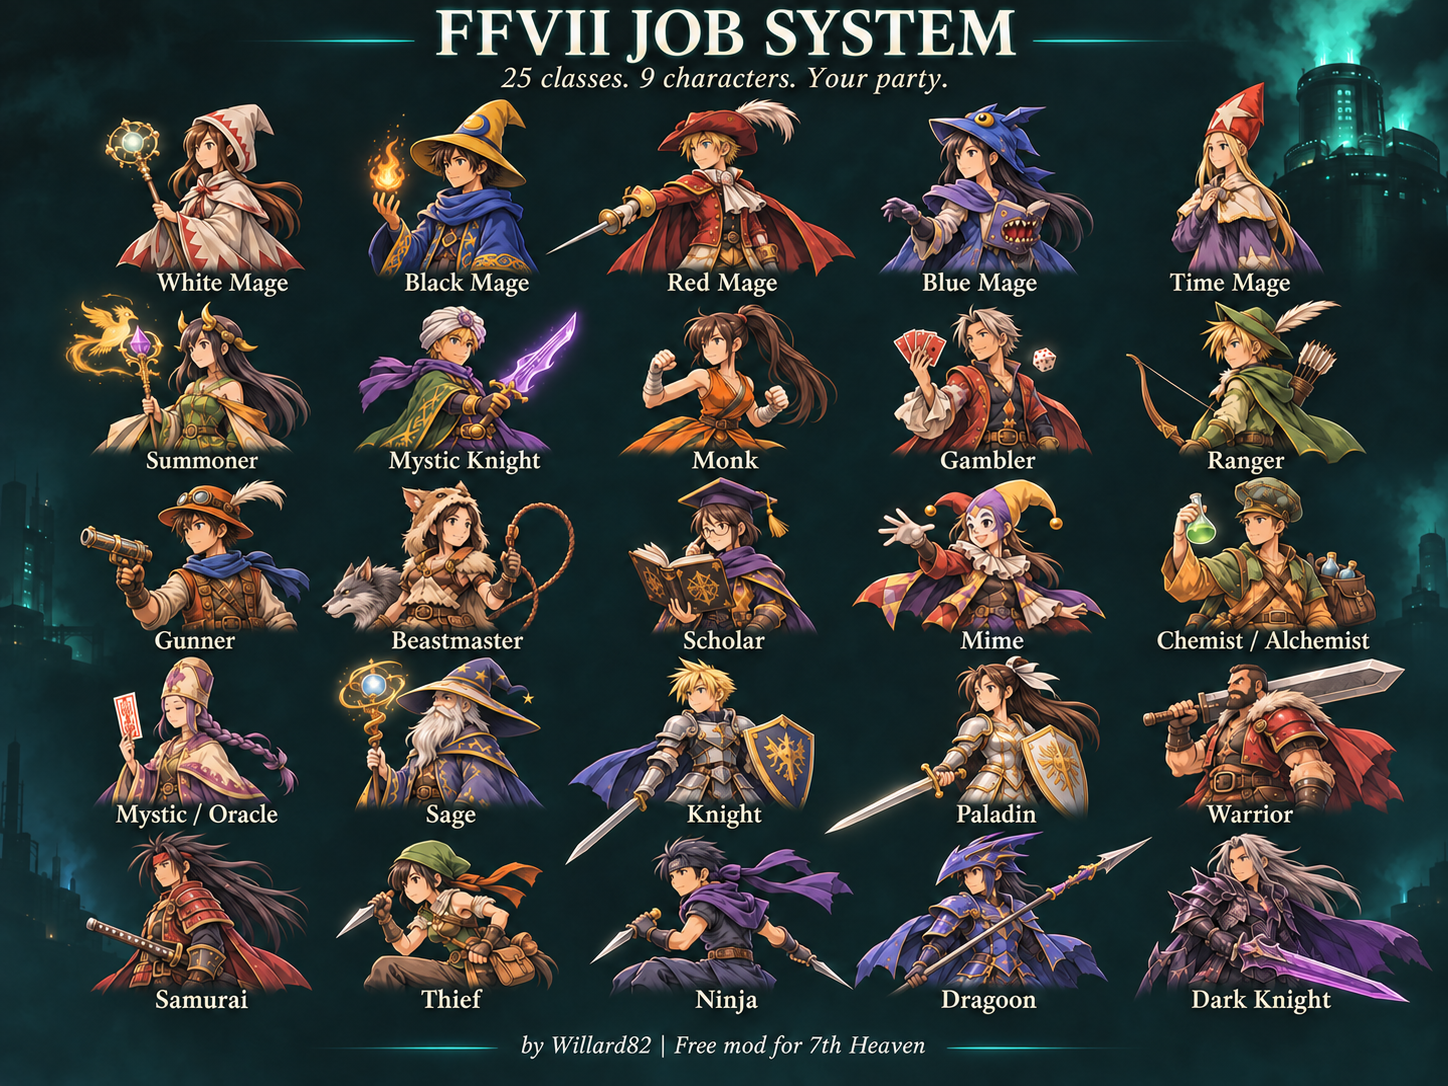 FFVII JOB SYSTEM
25 classes. 9 characters. Your party.
White Mage
Black Mage
Red Mage
Blue Mage
Time Mage
Summoner
Mystic Knight
Monk
Gambler
Ranger
Gunner
Beastmaster
Scholar
Mime
Chemist / Alchemist
Mystic / Oracle
Sage
Knight
Paladin
Warrior
Samurai
Thief
Ninja
Dragoon
Dark Knight
by Willard82 | Free mod for 7th Heaven